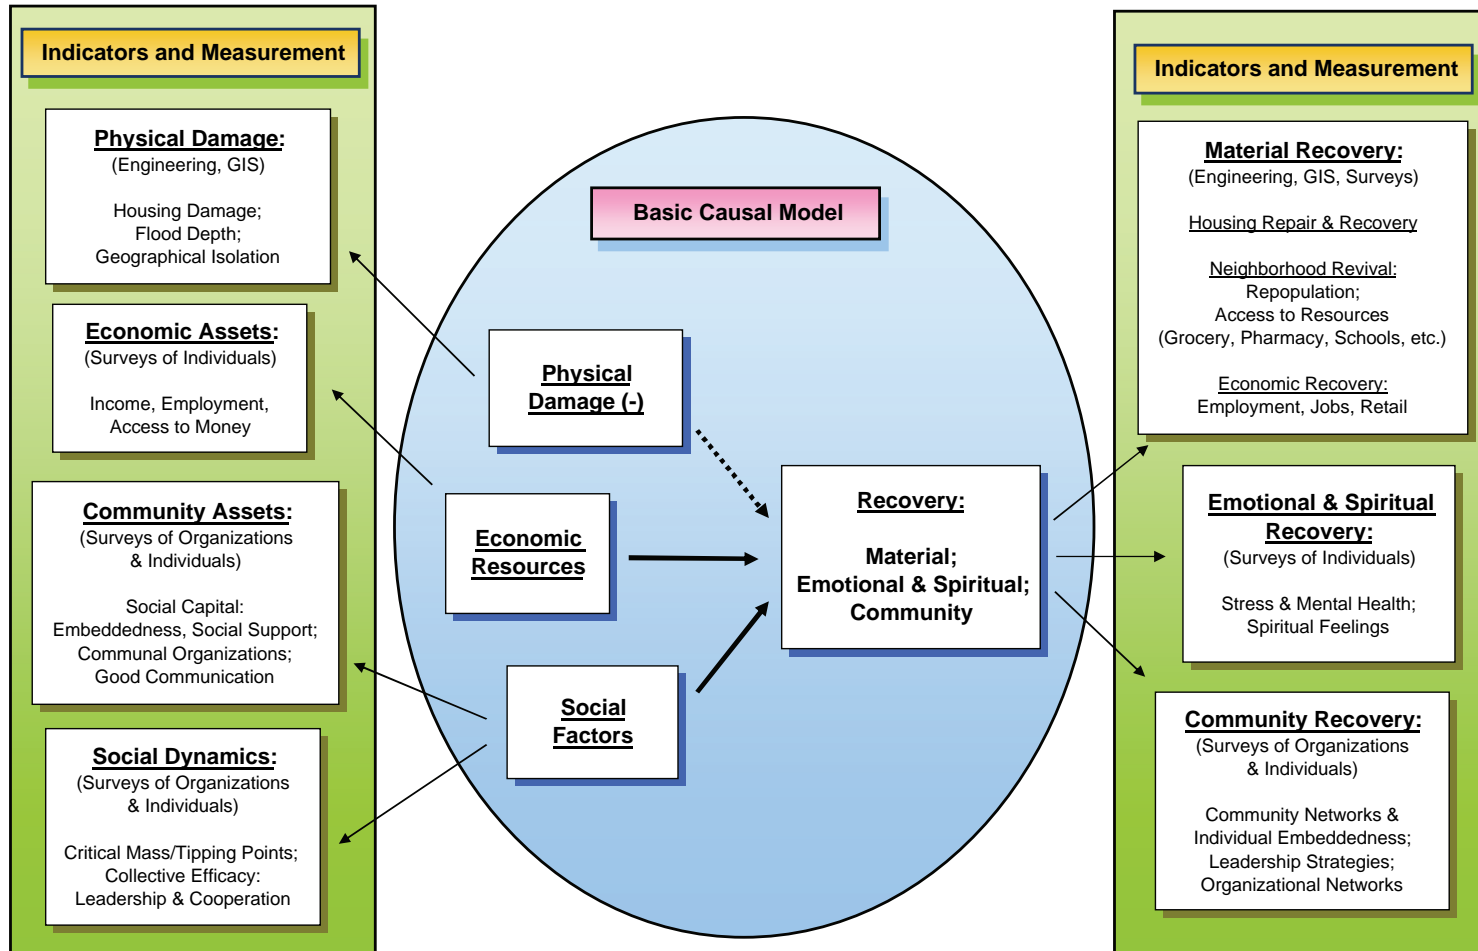 Indicators and Measurement
Physical Damage:
(Engineering, GIS)
Housing Damage;
Flood Depth;
Geographical Isolation
Economic Assets:
(Surveys of Individuals)
Income, Employment,
Access to Money
Community Assets:
(Surveys of Organizations
& Individuals)
Social Capital:
Embeddedness, Social Support;
Communal Organizations;
Good Communication
Social Dynamics:
(Surveys of Organizations
& Individuals)
Critical Mass/Tipping Points;
Collective Efficacy:
Leadership & Cooperation
Basic Causal Model
Physical
Damage (-)
Economic
Resources
Social
Factors
Recovery:
Material;
Emotional & Spiritual;
Community
Indicators and Measurement
Material Recovery:
(Engineering, GIS, Surveys)
Housing Repair & Recovery
Neighborhood Revival:
Repopulation;
Access to Resources
(Grocery, Pharmacy, Schools, etc.)
Economic Recovery:
Employment, Jobs, Retail
Emotional & Spiritual
Recovery:
(Surveys of Individuals)
Stress & Mental Health;
Spiritual Feelings
Community Recovery:
(Surveys of Organizations
& Individuals)
Community Networks &
Individual Embeddedness;
Leadership Strategies;
Organizational Networks